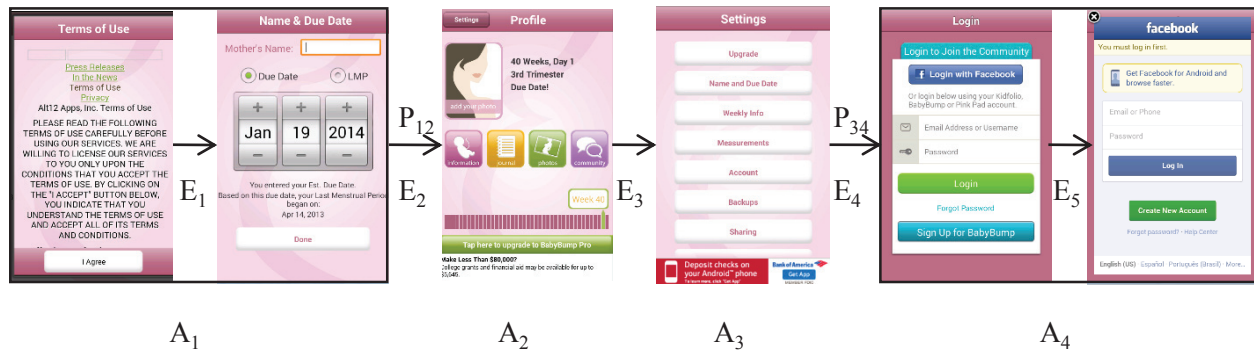 Terms of Use
Press Releases
In the News
Terms of Use
Privacy
Alt12 Apps, Inc. Terms of Use
PLEASE READ THE FOLLOWING
TERMS OF USE CAREFULLY BEFORE
USING OUR SERVICES. WE ARE
WILLING TO LICENSE OUR SERVICES
TO YOU ONLY UPON THE
CONDITIONS THAT YOU ACCEPT THE
TERMS OF USE. BY CLICKING ON
THE "I ACCEPT" BUTTON BELOW,
YOU INDICATE THAT YOU
UNDERSTAND THE TERMS OF USE
AND ACCEPT ALL OF ITS TERMS
AND CONDITIONS.
I Agree
E1
Name & Due Date
Mother's Name:
Due Date LMP
+ + +
Jan 19 2014
– – –
You entered your Est. Due Date.
Based on this due date, your Last Menstrual Perio
began on:
Apr 14, 2013
Done
A1
P12
E2
Settings
Profile
40 Weeks, Day 1
3rd Trimester
Due Date!
add your photo
information journal photos community
Week 40
Tap here to upgrade to BabyBump Pro
Make Less Than $80,000?
College grants and financial aid may be available for up to
$5,645.
A2
E3
Settings
Upgrade
Name and Due Date
Weekly Info
Measurements
Account
Backups
Sharing
Deposit checks on
your Android™ phone
To learn more, click "Get App"
Bank of America
Get App
MEMBER FDIC
A3
P34
E4
Login
Login to Join the Community
f Login with Facebook
Or login below using your Kidfolio,
BabyBump or Pink Pad account.
Email Address or Username
Password
Login
Forgot Password
Sign Up for BabyBump
E5
facebook
You must log in first.
Get Facebook for Android and
browse faster.
Email or Phone
Password
Log In
Create New Account
Forgot password? · Help Center
English (US) Español Português (Brasil) More...
A4